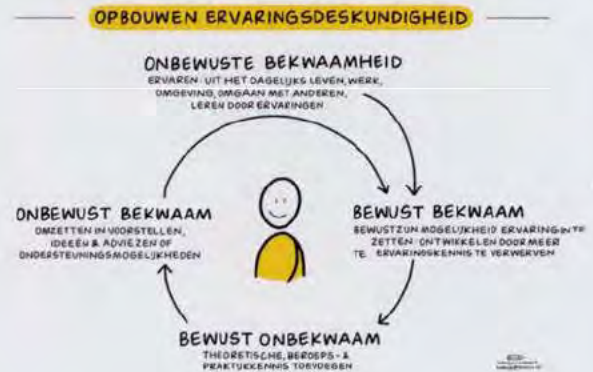 OPBOUWEN ERVARINGSDESKUNDIGHEID
ONBEWUSTE BEKWAAMHEID
ERVAREN UIT HET DAGELIJKS LEVEN, WERK,
OMGEVING, OMGAAN MET ANDEREN,
LEREN DOOR ERVARINGEN
ONBEWUST BEKWAAM
OMZETTEN IN VOORSTELLEN,
IDEEËN & ADVIEZEN OF
ONDERSTEUNINGSMOGELIJKHEDEN
BEWUST BEKWAAM
BEWUSTZIJN MOGELIJKHEID ERVARING IN TE
ZETTEN ONTWIKKELEN DOOR MEER
TE ERVARINGSKENNIS TE VERWERVEN
BEWUST ONBEKWAAM
THEORETISCHE, BEROEPS- &
PRAKTIJKKENNIS TOEVOEGEN